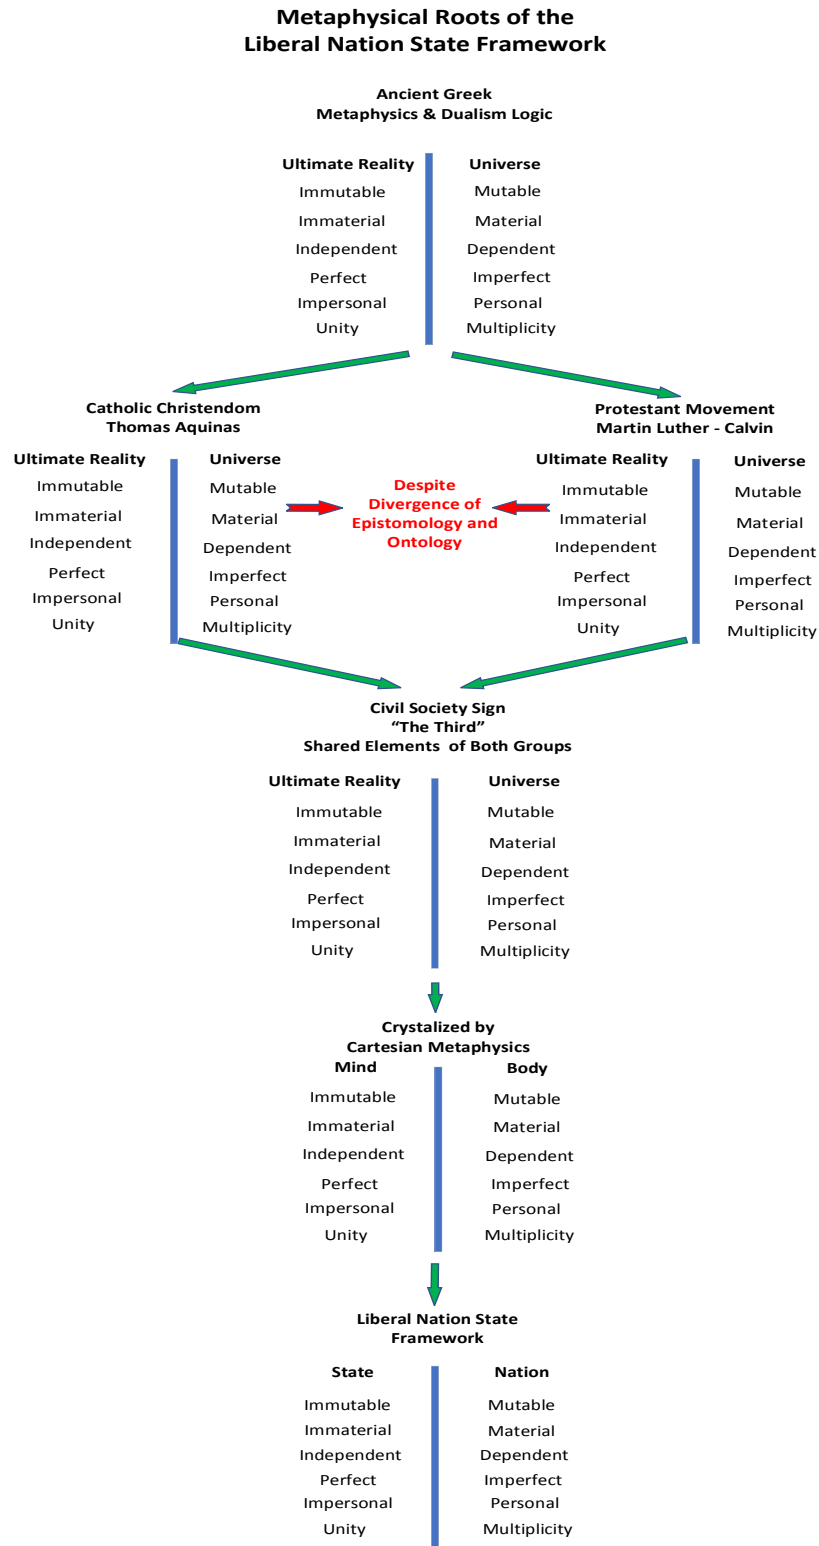 Metaphysical Roots of the
Liberal Nation State Framework
Ancient Greek
Metaphysics & Dualism Logic
Ultimate Reality
Immutable
Immaterial
Independent
Perfect
Impersonal
Unity
Universe
Mutable
Material
Dependent
Imperfect
Personal
Multiplicity
Catholic Christendom
Thomas Aquinas
Ultimate Reality
Immutable
Immaterial
Independent
Perfect
Impersonal
Unity
Universe
Mutable
Material
Dependent
Imperfect
Personal
Multiplicity
Despite
Divergence of
Epistomology and
Ontology
Protestant Movement
Martin Luther - Calvin
Ultimate Reality
Immutable
Immaterial
Independent
Perfect
Impersonal
Unity
Universe
Mutable
Material
Dependent
Imperfect
Personal
Multiplicity
Civil Society Sign
“The Third”
Shared Elements of Both Groups
Ultimate Reality
Immutable
Immaterial
Independent
Perfect
Impersonal
Unity
Universe
Mutable
Material
Dependent
Imperfect
Personal
Multiplicity
Crystalized by
Cartesian Metaphysics
Mind
Immutable
Immaterial
Independent
Perfect
Impersonal
Unity
Body
Mutable
Material
Dependent
Imperfect
Personal
Multiplicity
Liberal Nation State
Framework
State
Immutable
Immaterial
Independent
Perfect
Impersonal
Unity
Nation
Mutable
Material
Dependent
Imperfect
Personal
Multiplicity